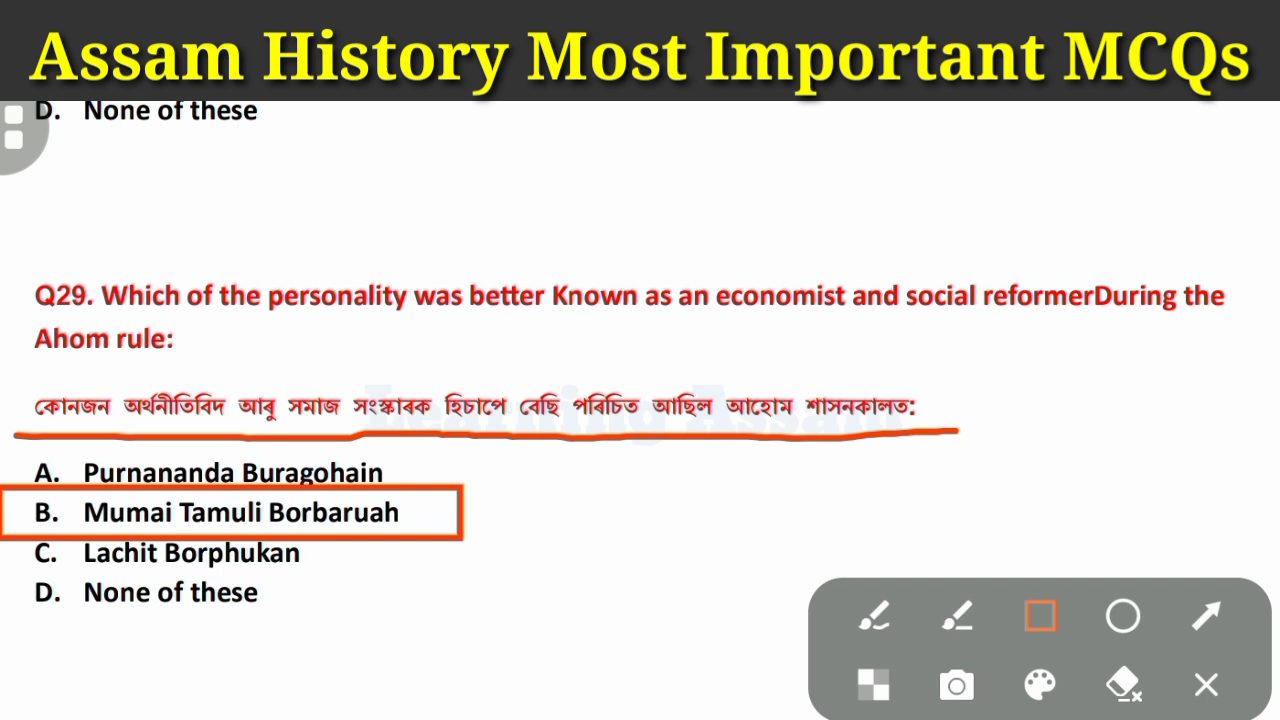 Assam History Most Important MCQs
D. None of these
Q29. Which of the personality was better Known as an economist and social reformerDuring the
Ahom rule:
কোনজন অৰ্থনীতিবিদ আৰু সমাজ সংস্কাৰক হিচাপে বেছি পৰিচিত আছিল আহোম শাসনকালত:
Learning Assam
A. Purnananda Buragohain
B. Mumai Tamuli Borbaruah
C. Lachit Borphukan
D. None of these